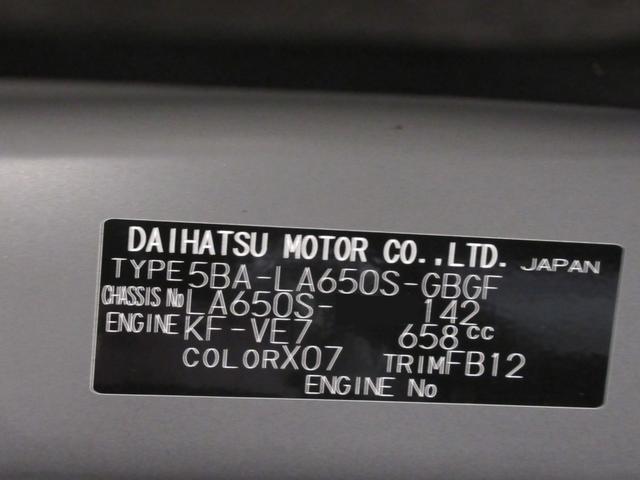 DAIHATSU MOTOR CO.,LTD. JAPAN
TYPE 5BA-LA650S-GBGF
CHASSIS No LA650S- 142
ENGINE KF-VE7 658cc
COLOR X07 TRIM FB12
ENGINE No